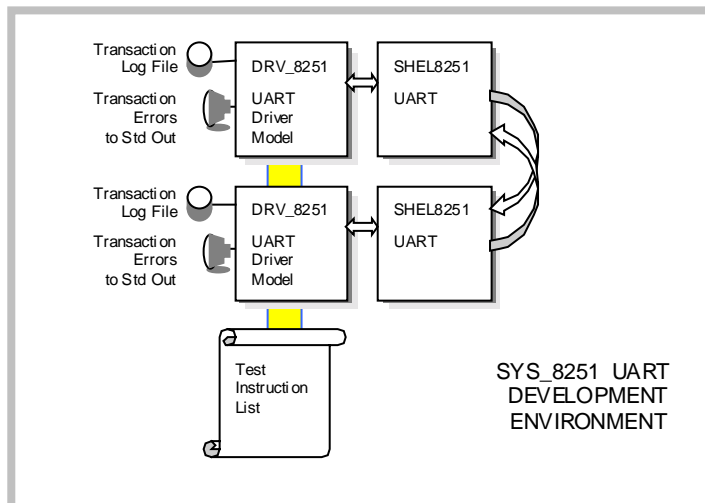 Transaction
Log File
Transaction
Errors
to Std Out
DRV_8251
UART
Driver
Model
SHEL8251
UART
Transaction
Log File
Transaction
Errors
to Std Out
DRV_8251
UART
Driver
Model
SHEL8251
UART
Test
Instruction
List
SYS_8251 UART
DEVELOPMENT
ENVIRONMENT